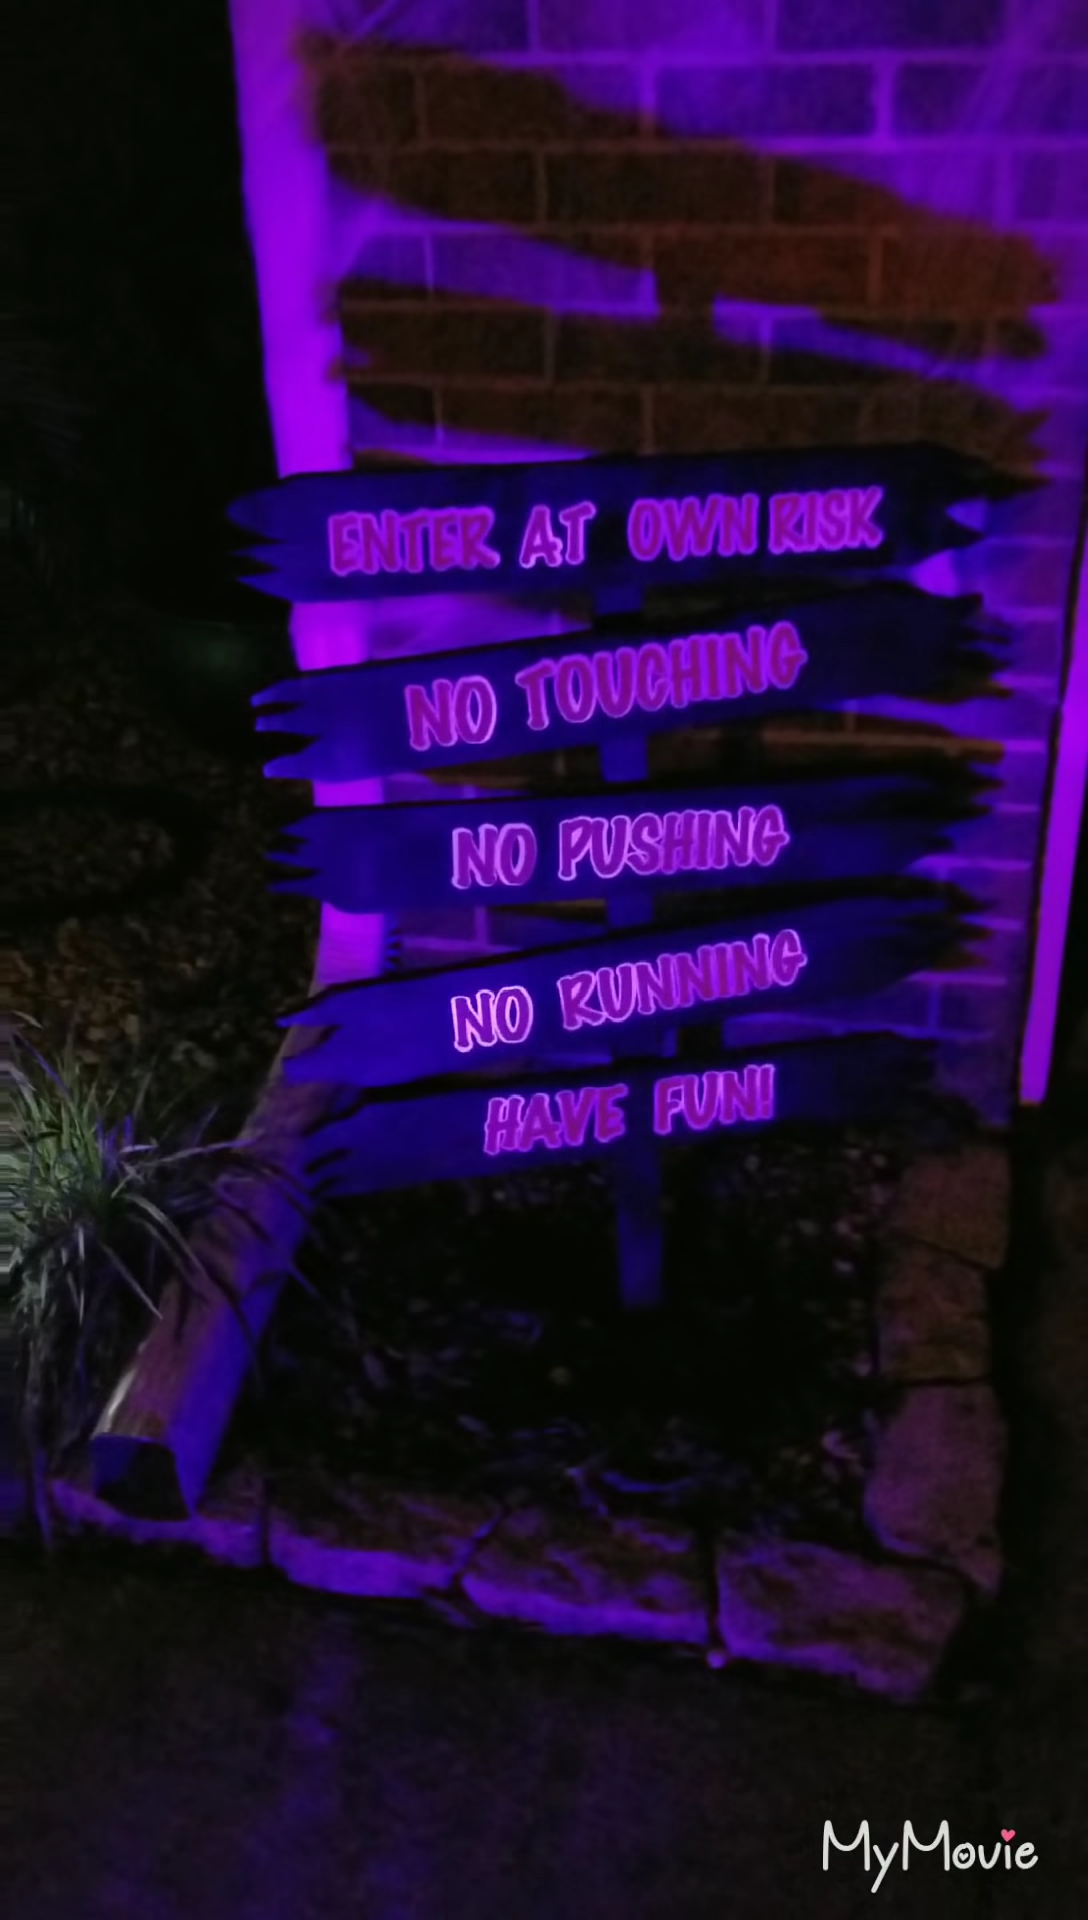 ENTER AT OWN RISK
NO TOUCHING
NO PUSHING
NO RUNNING
HAVE FUN!
MyMovie